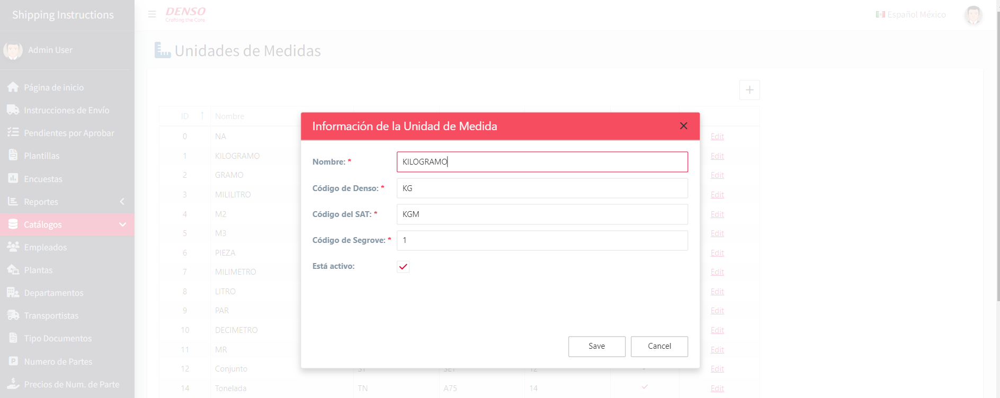 Shipping Instructions
DENSO
Crafting the Core
Español México
Admin User
Unidades de Medidas
Página de inicio
Instrucciones de Envío
Pendientes por Aprobar
Plantillas
Encuestas
Reportes
Catálogos
Empleados
Plantas
Departamentos
Transportistas
Tipo Documentos
Numero de Partes
Precios de Num. de Parte
ID Nombre
0 NA Edit
1 KILOGRAMO Edit
2 GRAMO Edit
3 MILILITRO Edit
4 M2 Edit
5 M3 Edit
6 PIEZA Edit
7 MILIMETRO Edit
8 LITRO Edit
9 PAR Edit
10 DECIMETRO Edit
11 MR Edit
12 Conjunto ST SET 12 Edit
14 Tonelada TN A75 14 Edit
Información de la Unidad de Medida
Nombre: * KILOGRAMO
Código de Denso: * KG
Código del SAT: * KGM
Código de Segrove: * 1
Está activo:
Save Cancel